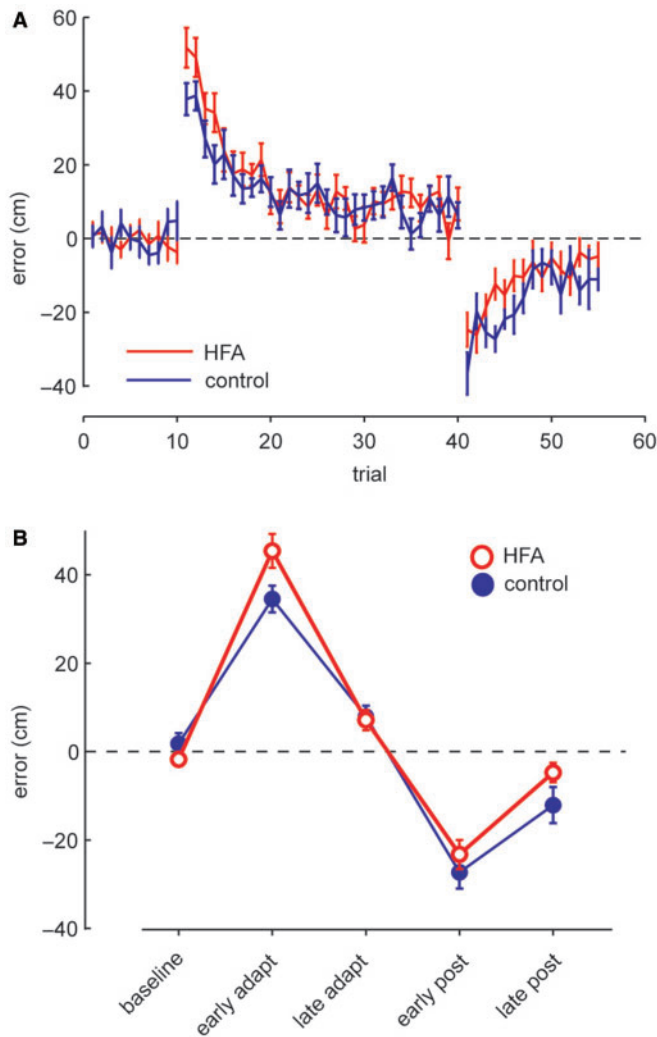 A
60
40
20
0
−20
−40
error (cm)
HFA
control
0 10 20 30 40 50 60
trial
B
40
20
0
−20
−40
error (cm)
HFA
control
baseline
early adapt
late adapt
early post
late post